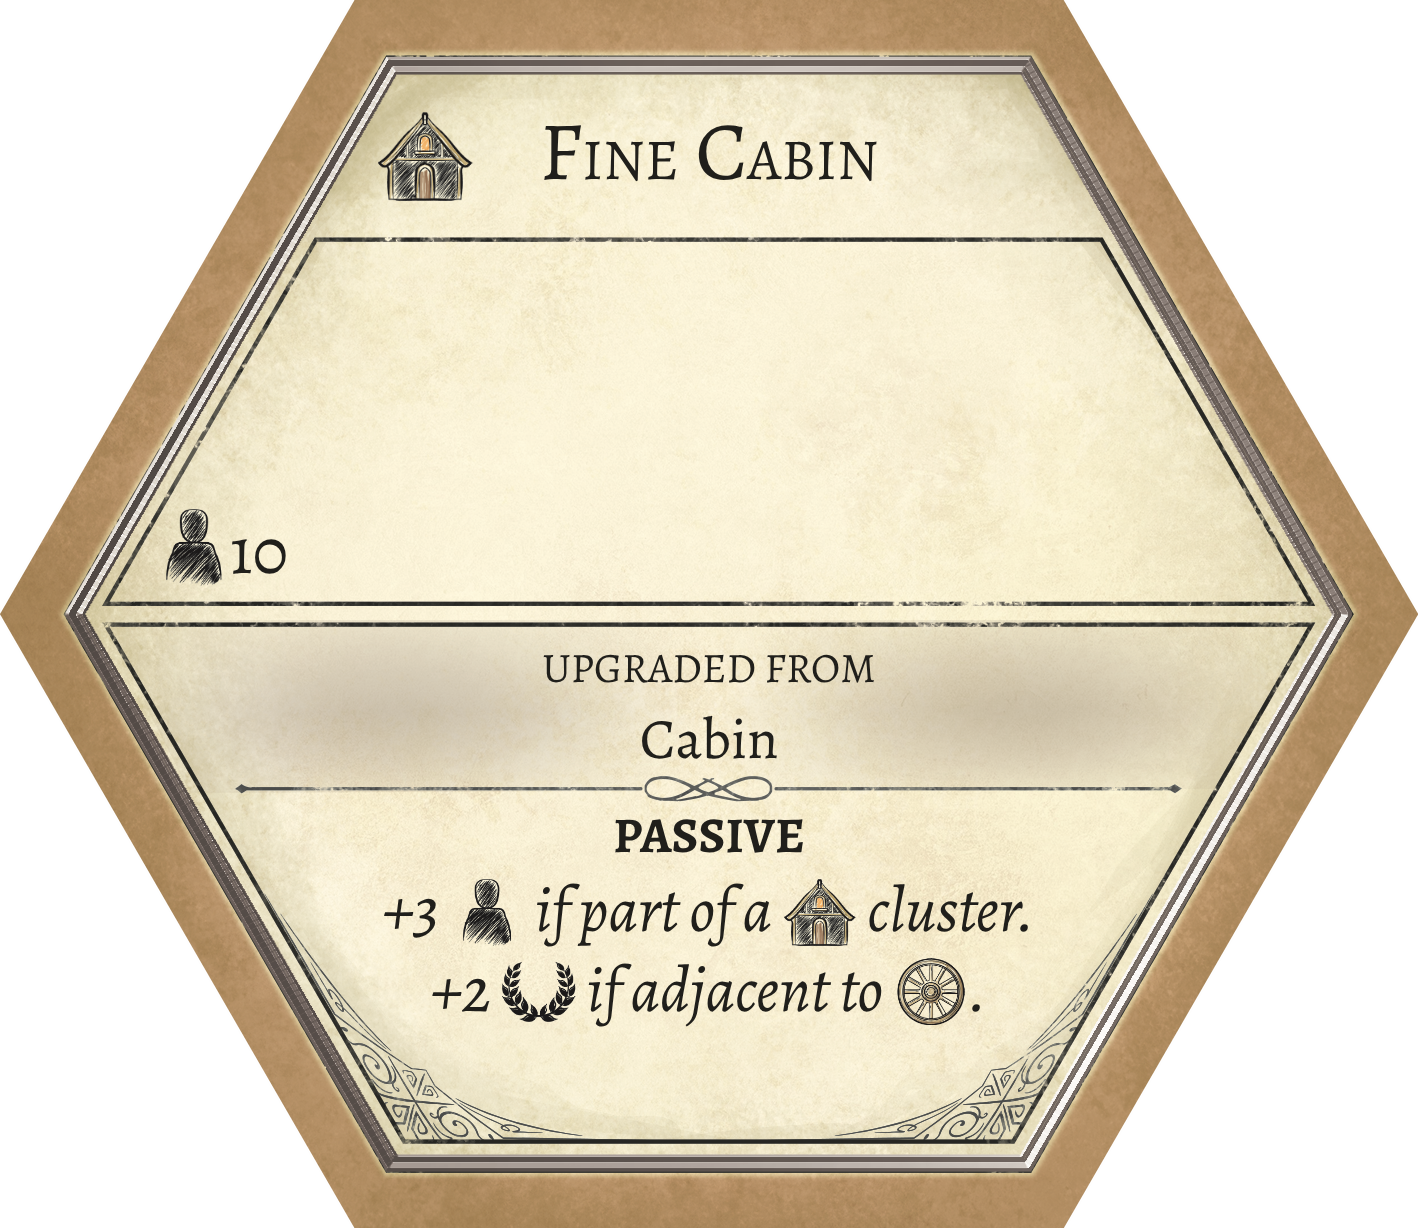 Fine Cabin
10
UPGRADED FROM
Cabin
PASSIVE
+3 if part of a cluster.
+2 if adjacent to .